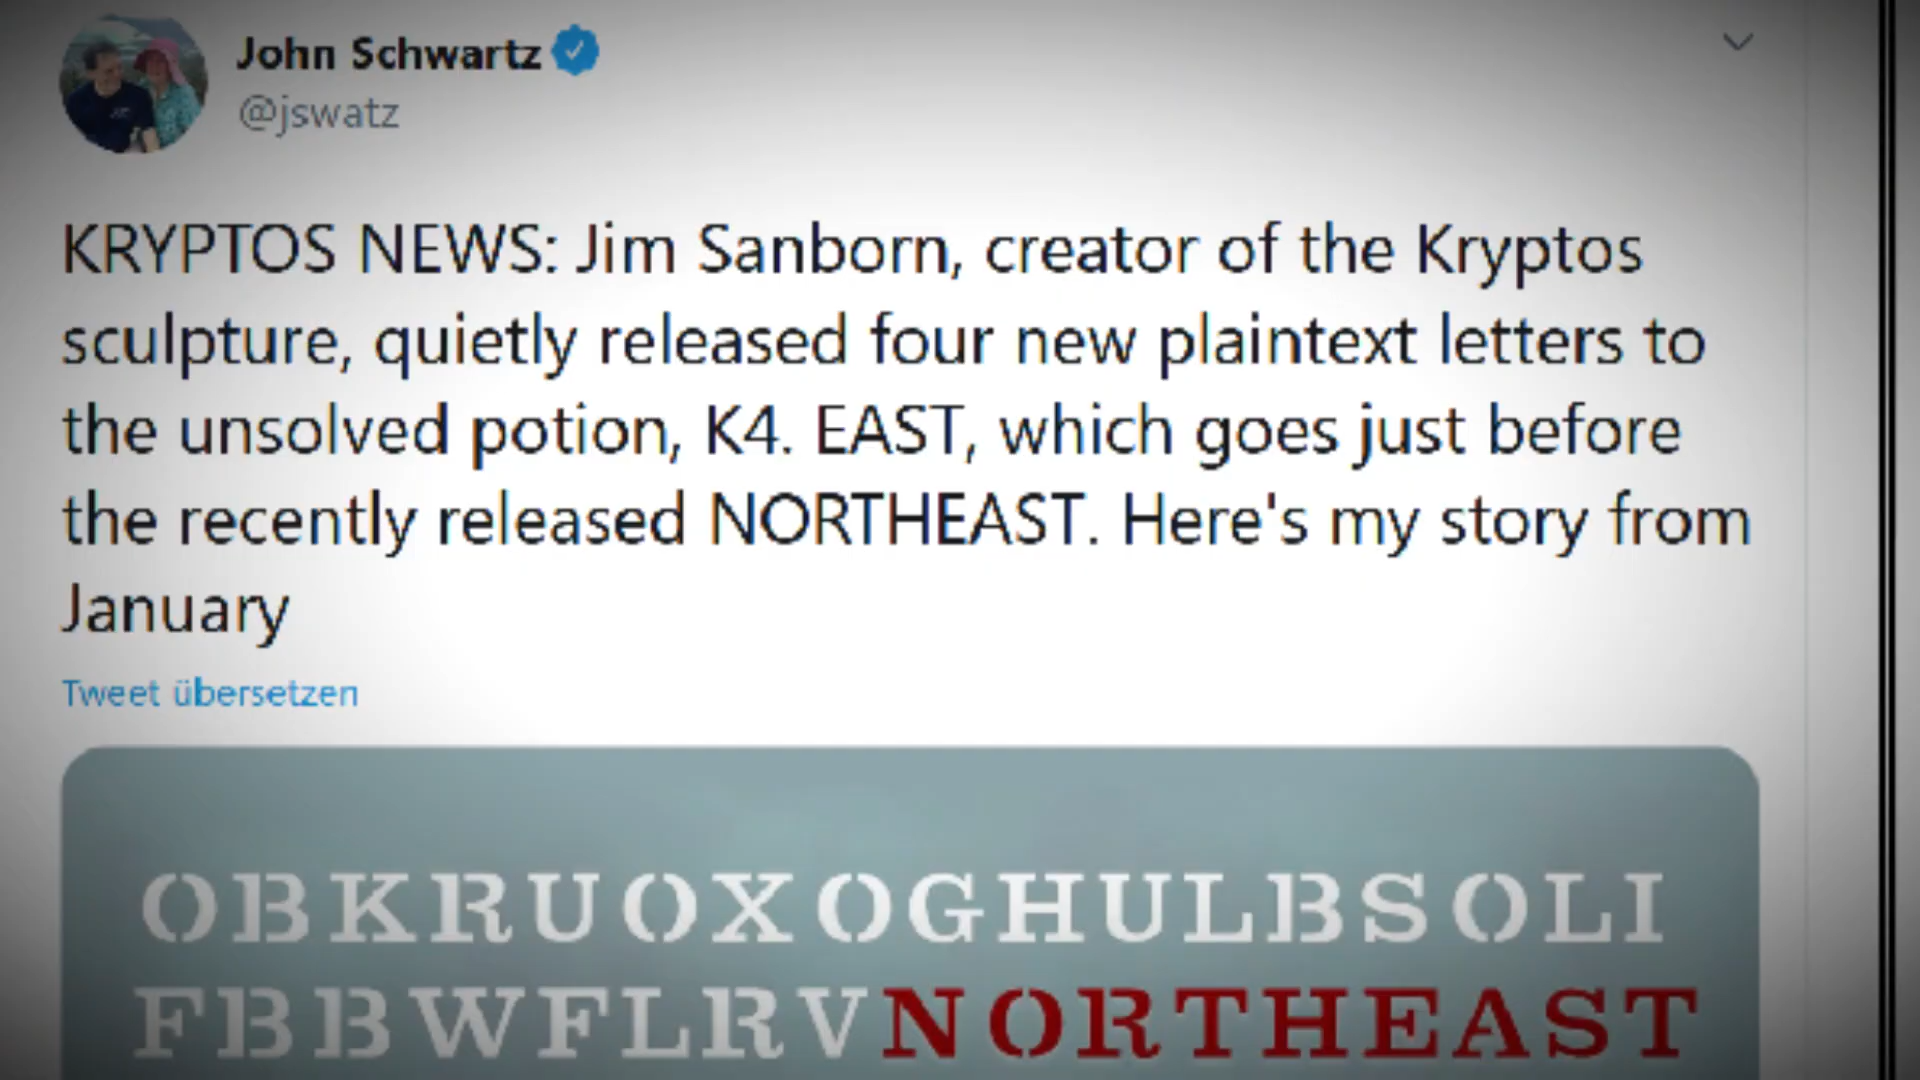 John Schwartz
@jswatz
KRYPTOS NEWS: Jim Sanborn, creator of the Kryptos
sculpture, quietly released four new plaintext letters to
the unsolved potion, K4. EAST, which goes just before
the recently released NORTHEAST. Here's my story from
January
Tweet übersetzen
OBKRUOXOGHULBSOLI
FBBWFLRVNORTHEAST